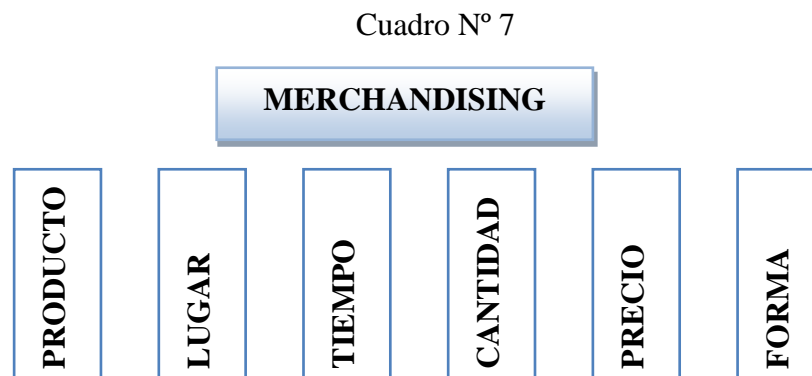 Cuadro Nº 7
MERCHANDISING
PRODUCTO
LUGAR
TIEMPO
CANTIDAD
PRECIO
FORMA